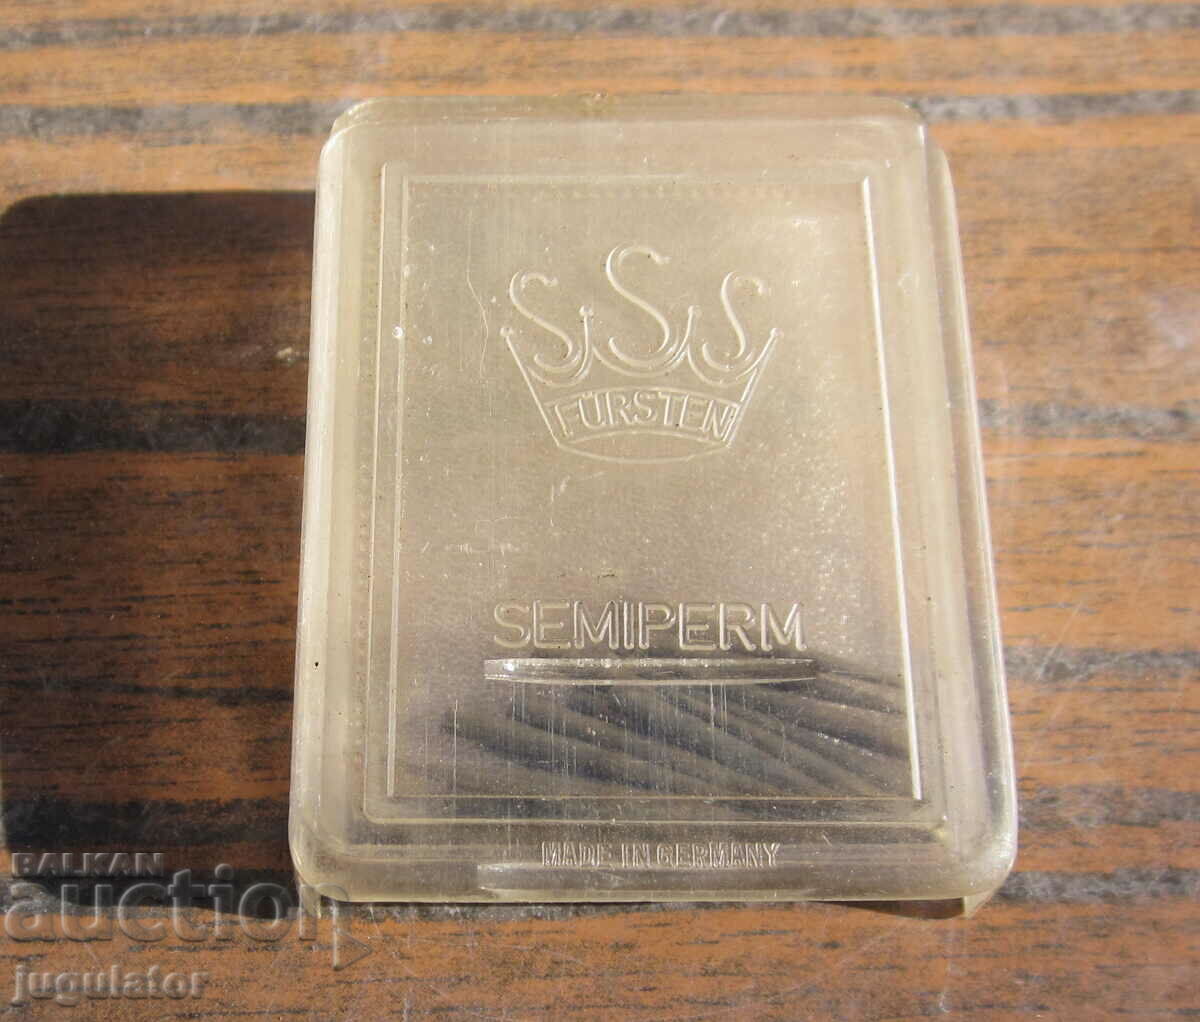 SSS
FÜRSTEN
SEMIPERM
MADE IN GERMANY
BALKAN
auction
jugulator